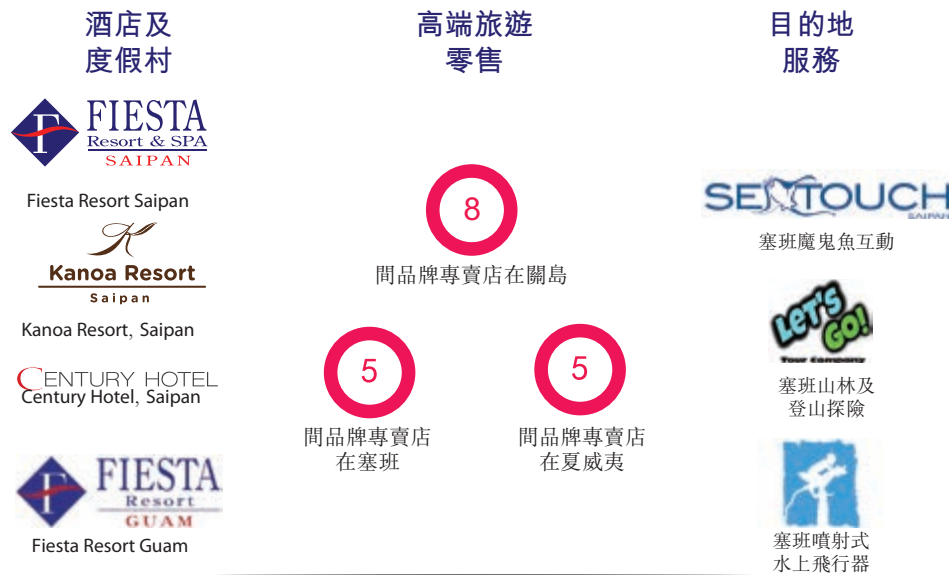 酒店及
度假村
FIESTA
Resort & SPA
SAIPAN
Fiesta Resort Saipan
K
Kanoa Resort
Saipan
Kanoa Resort, Saipan
CENTURY HOTEL
Century Hotel, Saipan
F
FIESTA
Resort
GUAM
Fiesta Resort Guam
高端旅遊
零售
8
間品牌專賣店在關島
5
間品牌專賣店
在塞班
5
間品牌專賣店
在夏威夷
目的地
服務
SEATOUCH
SAIPAN
塞班魔鬼魚互動
LET'S
GO!
Tour Company
塞班山林及
登山探險
塞班噴射式
水上飛行器